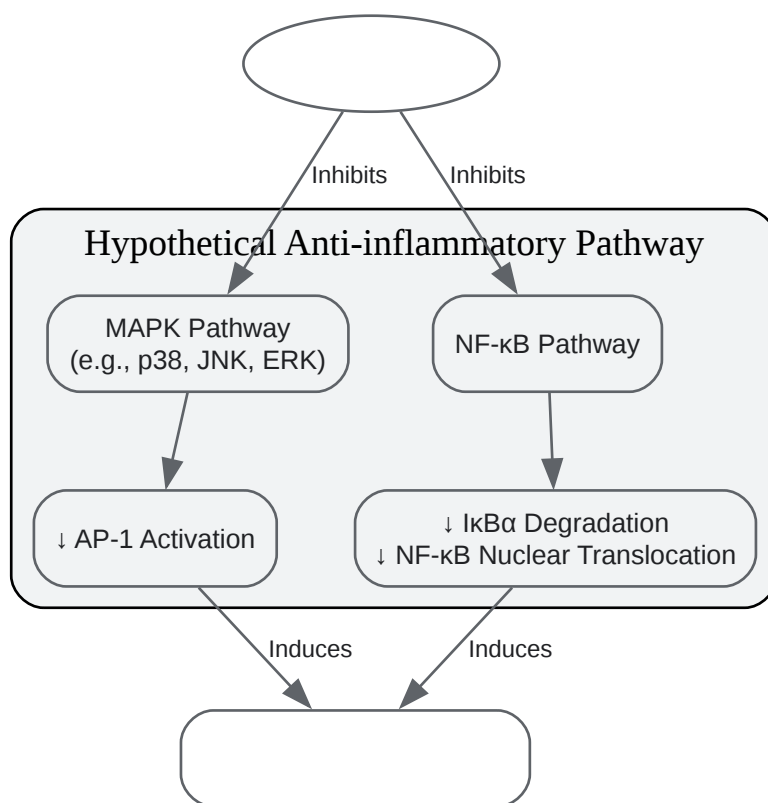 Inhibits
Inhibits
Hypothetical Anti-inflammatory Pathway
MAPK Pathway
(e.g., p38, JNK, ERK)
NF-κB Pathway
↓ AP-1 Activation
↓ IκBα Degradation
↓ NF-κB Nuclear Translocation
Induces
Induces